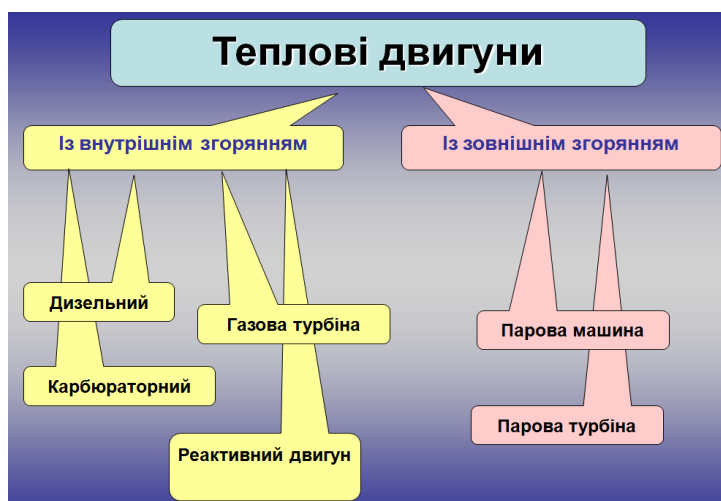 Теплові двигуни
Із внутрішнім згорянням
Із зовнішнім згорянням
Дизельний
Газова турбіна
Парова машина
Карбюраторний
Парова турбіна
Реактивний двигун